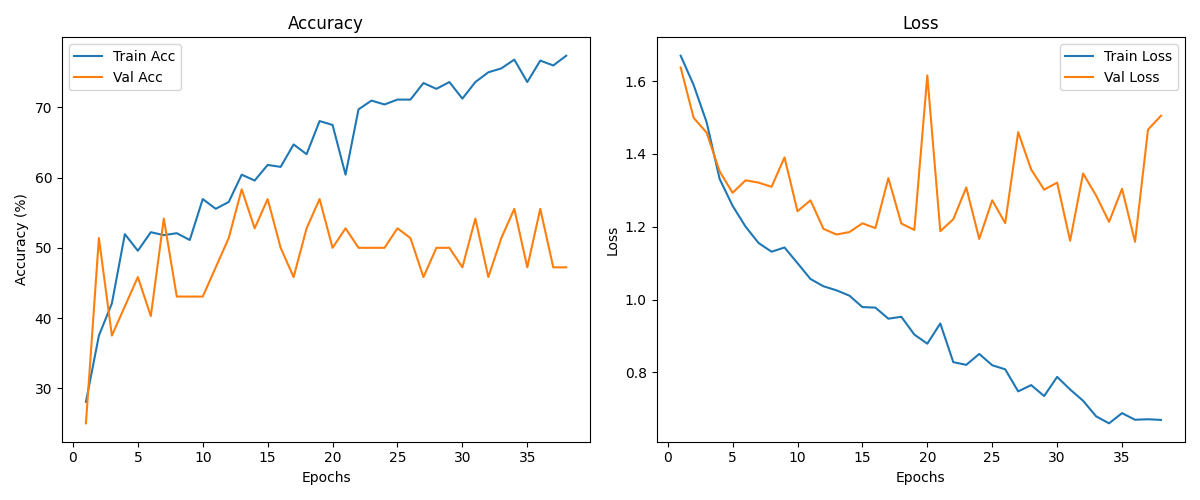 Accuracy
Train Acc
Val Acc
Accuracy (%)
70
60
50
40
30
0 5 10 15 20 25 30 35
Epochs
Loss
Train Loss
Val Loss
Loss
1.6
1.4
1.2
1.0
0.8
0 5 10 15 20 25 30 35
Epochs